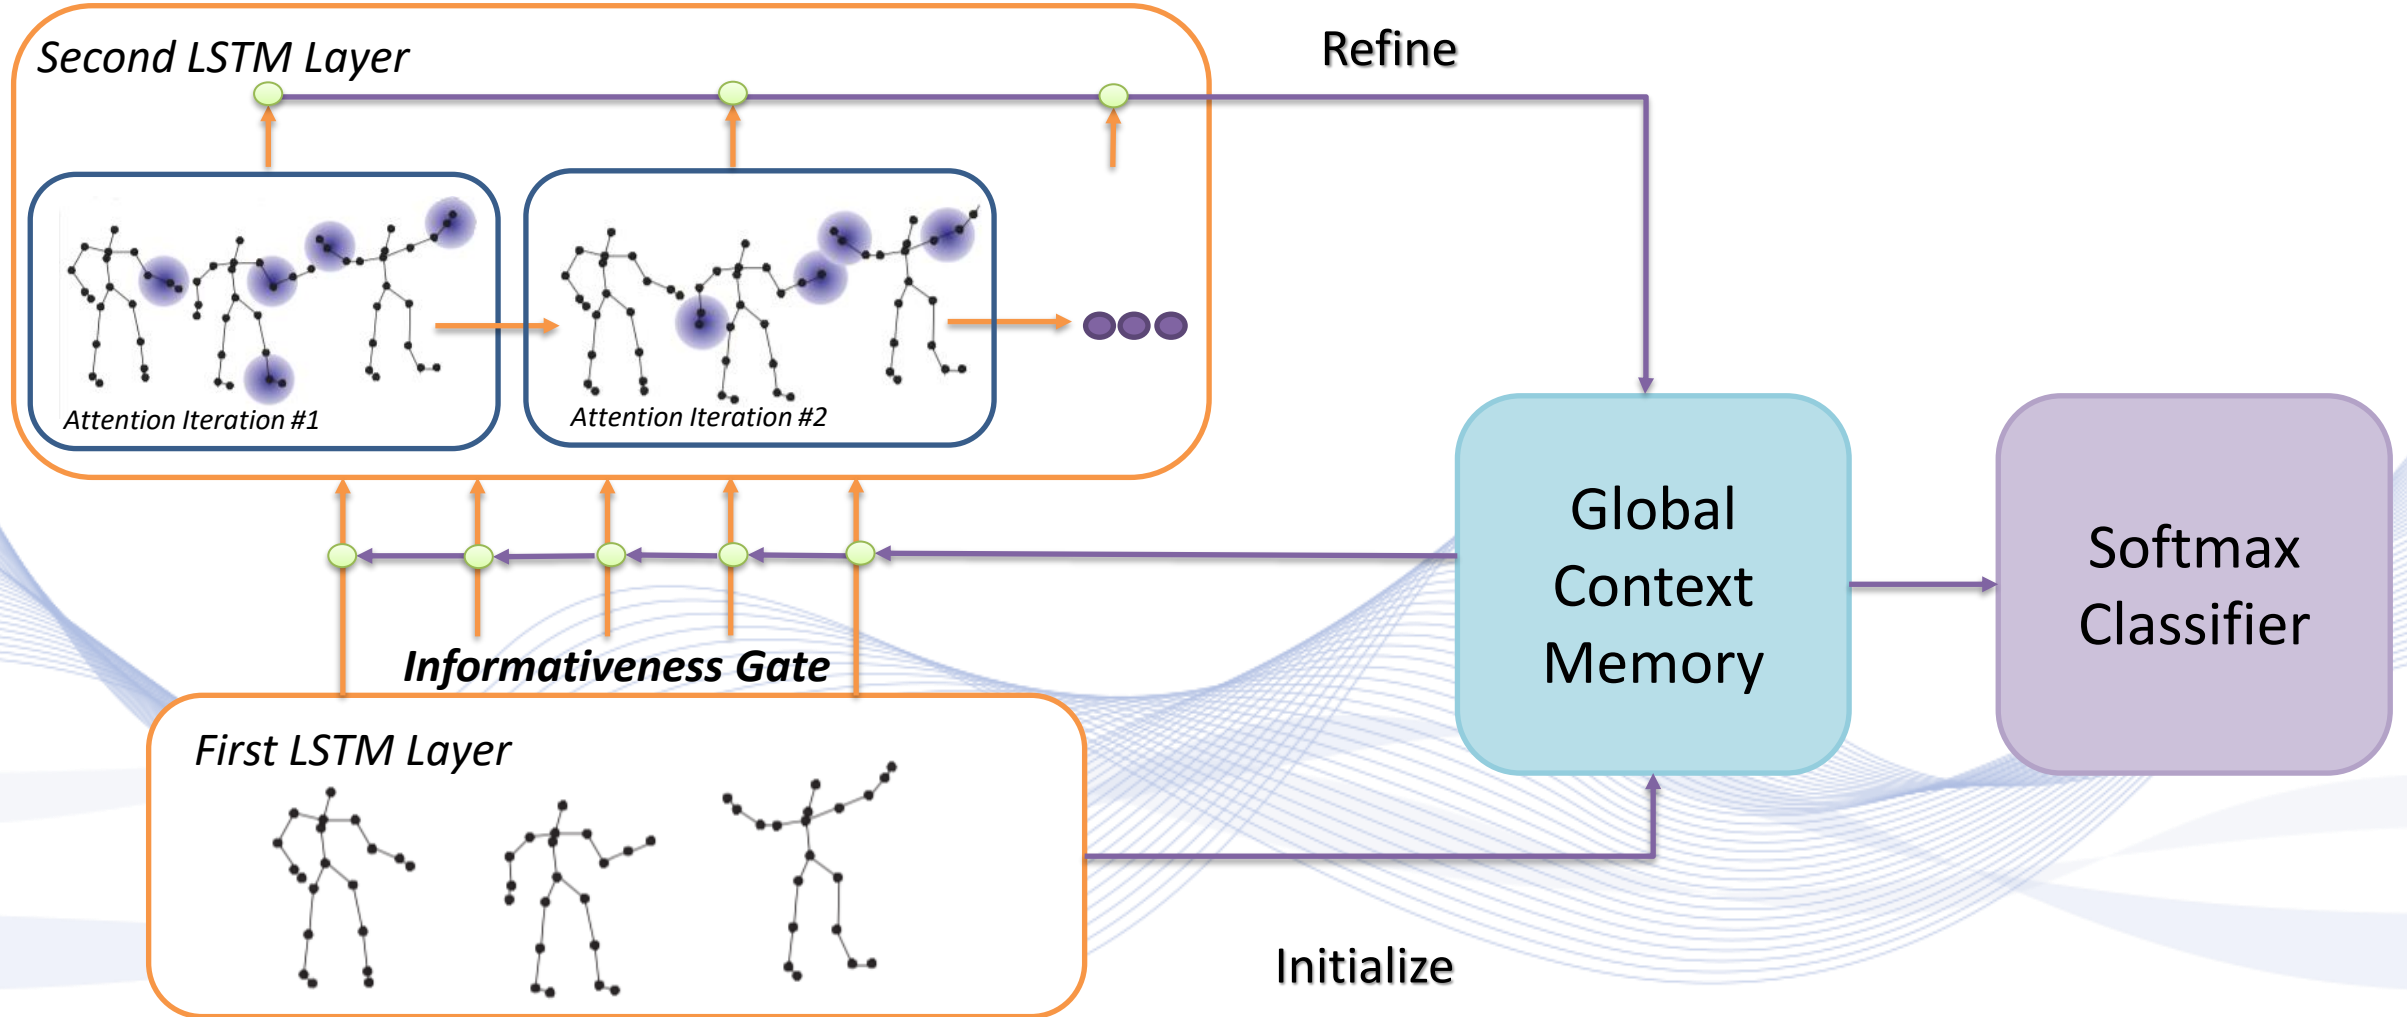 Second LSTM Layer
Refine
Attention Iteration #1
Attention Iteration #2
Global
Context
Memory
Softmax
Classifier
Informativeness Gate
First LSTM Layer
Initialize